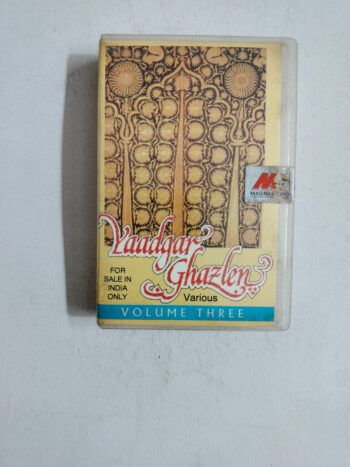 Yaadgar
Ghazlen
FOR
SALE IN
INDIA
ONLY
Various
VOLUME THREE